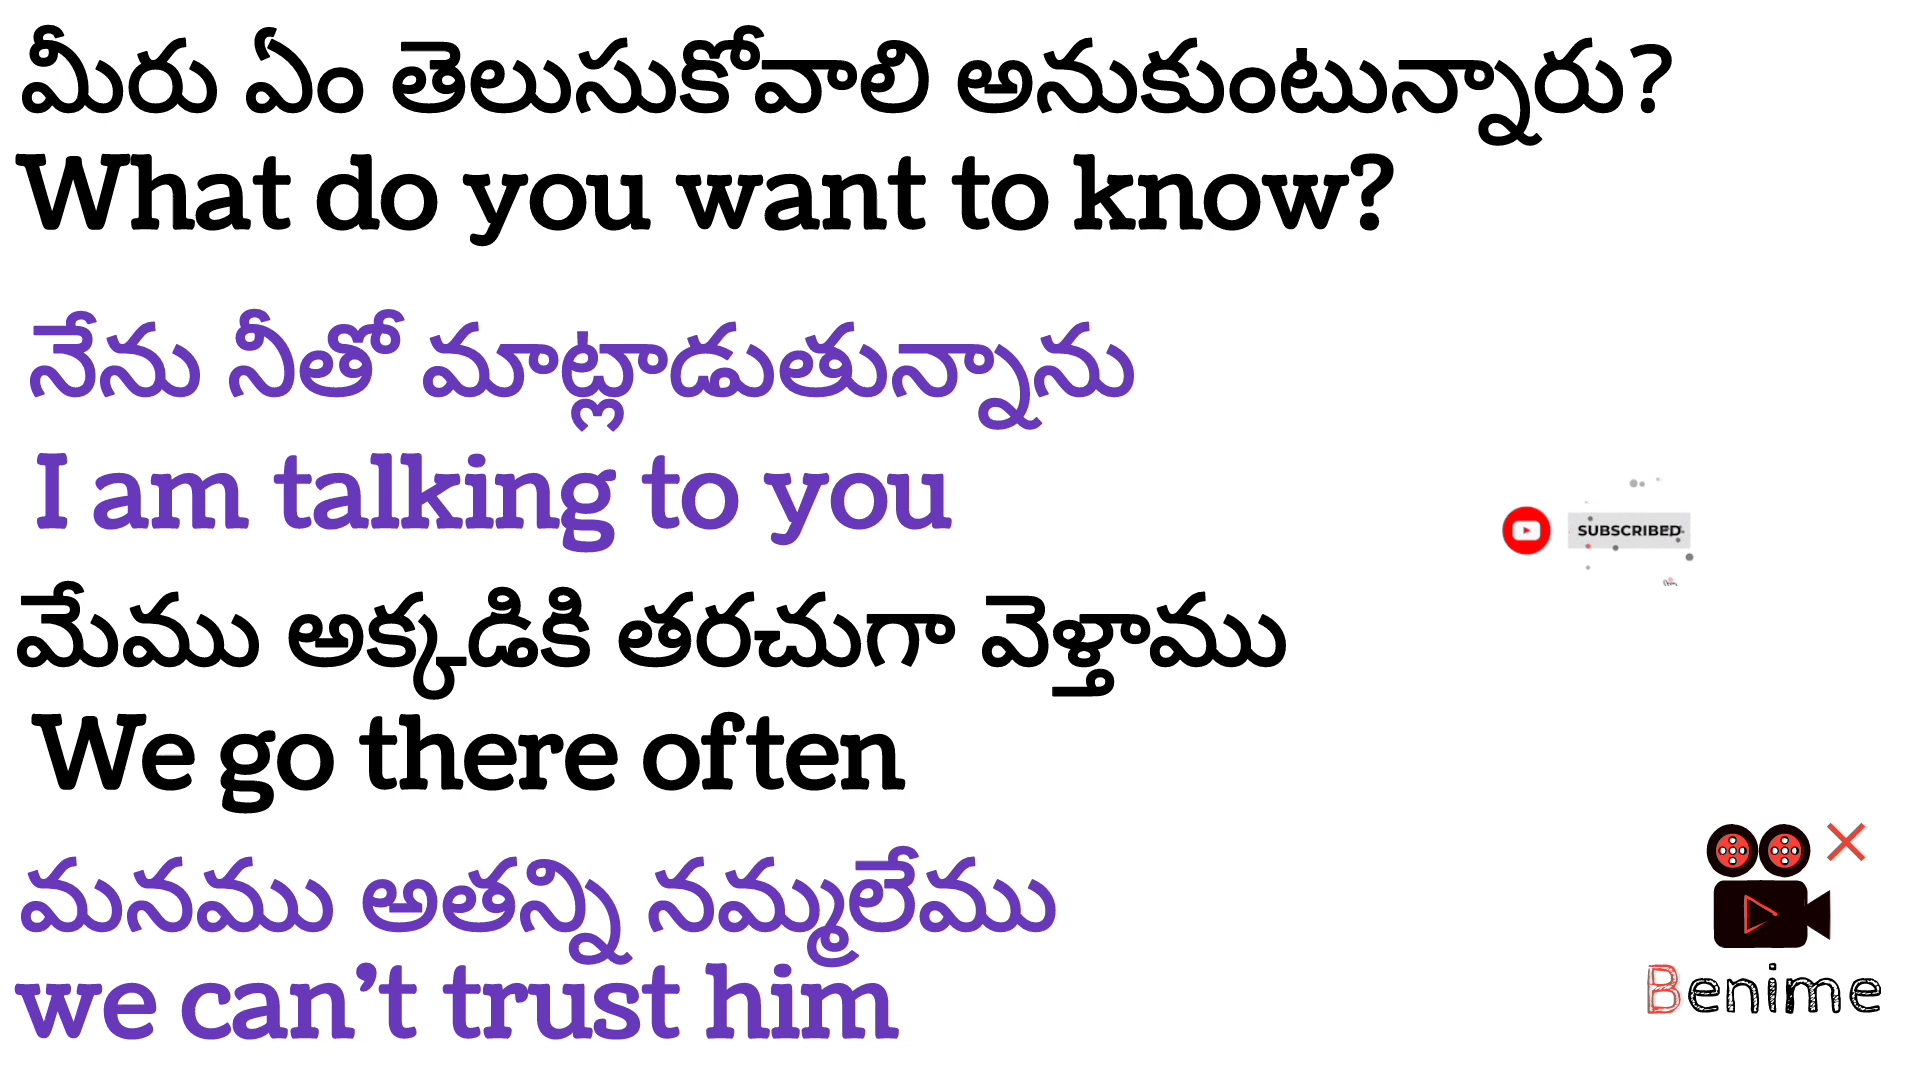 మీరు ఏం తెలుసుకోవాలి అనుకుంటున్నారు?
What do you want to know?
నేను నీతో మాట్లాడుతున్నాను
I am talking to you
SUBSCRIBED
మేము అక్కడికి తరచుగా వెళ్తాము
We go there often
మనము అతన్ని నమ్మలేము
we can’t trust him
Benime